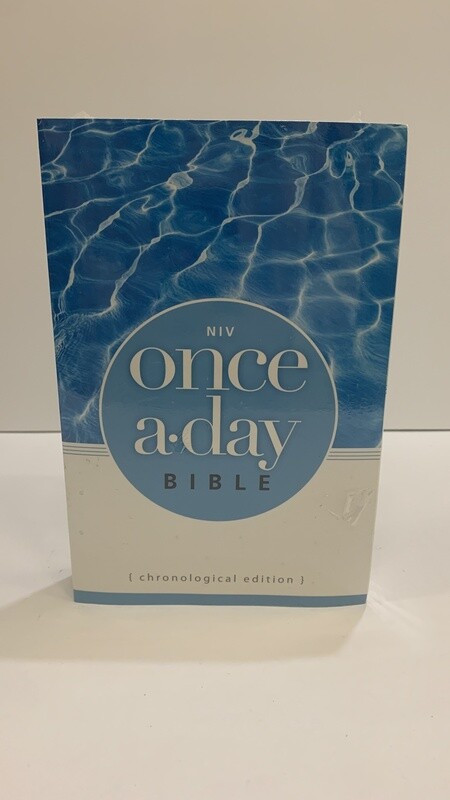 NIV
once
a·day
BIBLE
{ chronological edition }